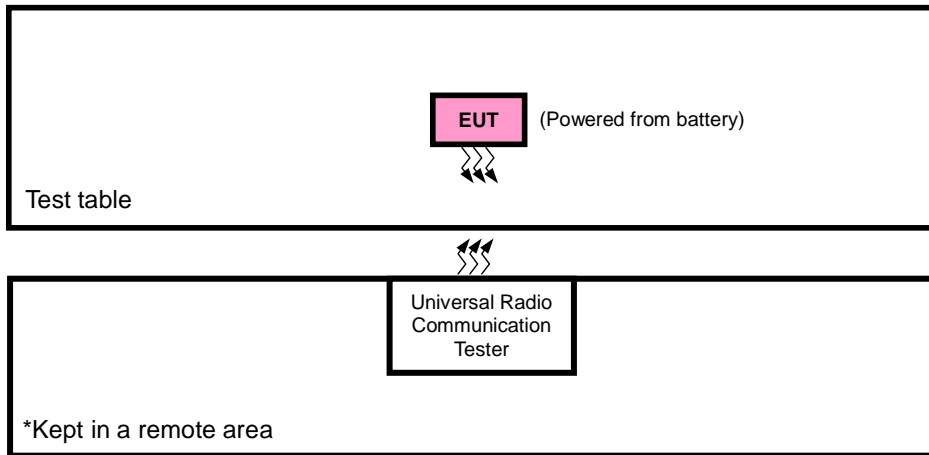 EUT
(Powered from battery)
Test table
Universal Radio
Communication
Tester
*Kept in a remote area